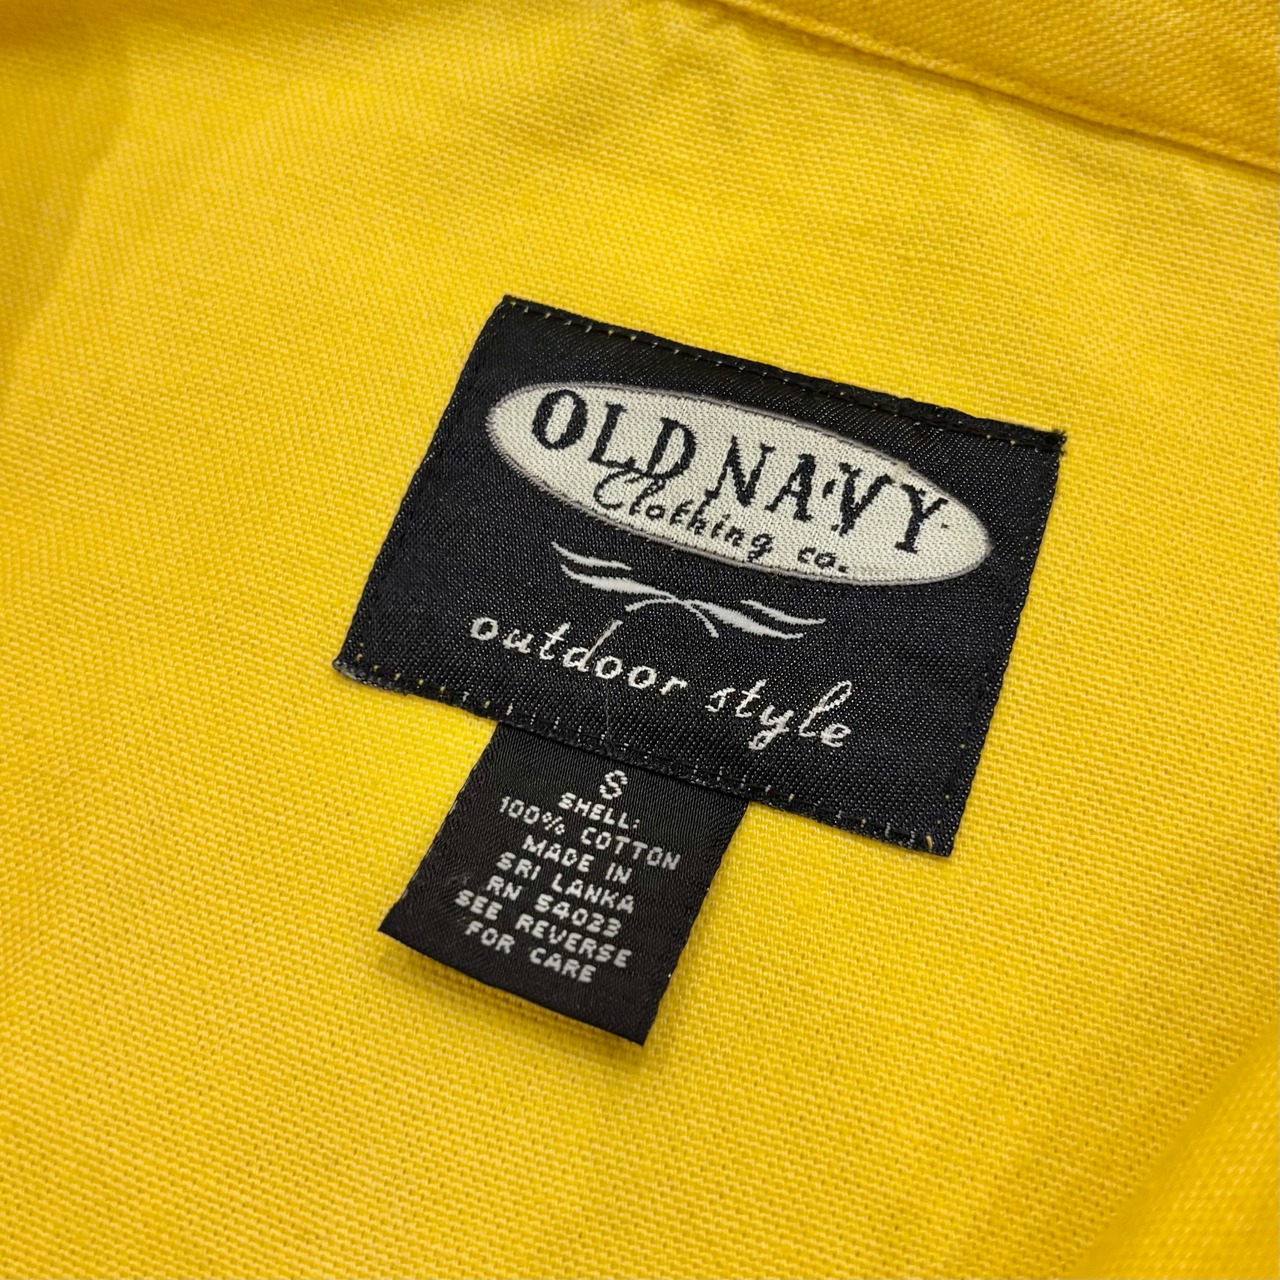 OLD NAVY
Clothing co.
outdoor style
S
SHELL:
100% COTTON
MADE IN
SRI LANKA
RN 54023
SEE REVERSE
FOR CARE